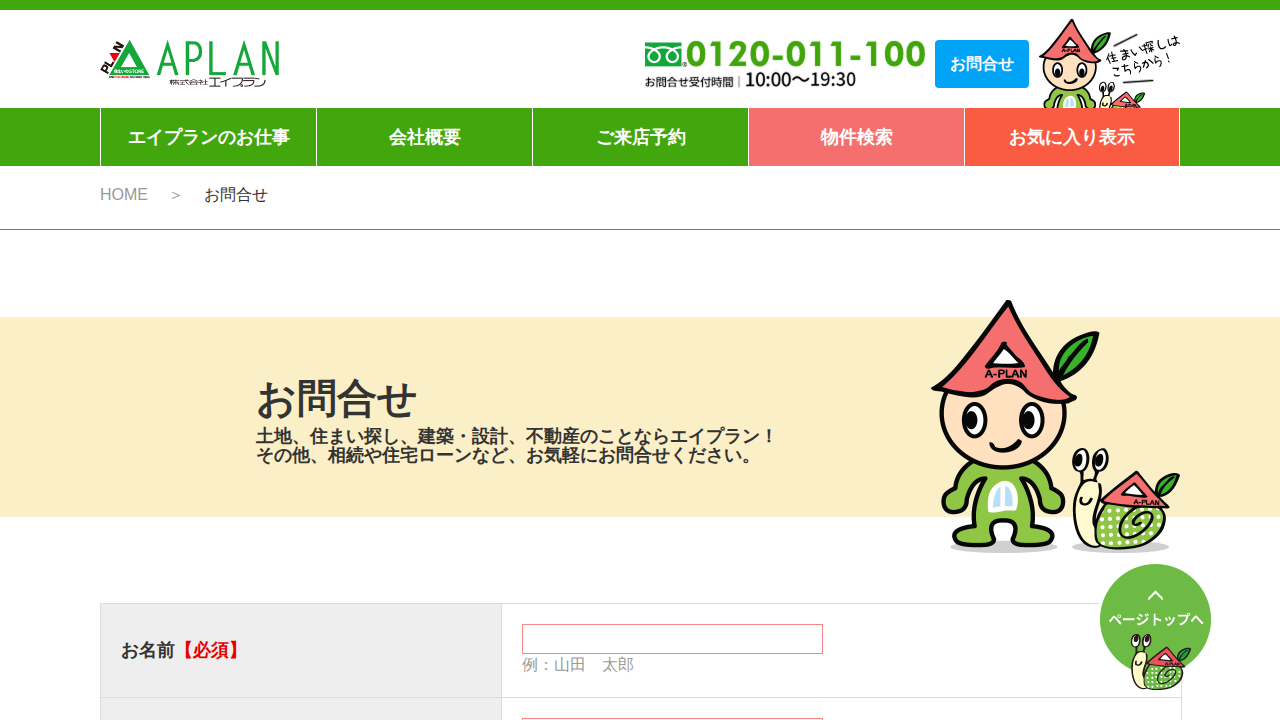 PLAN
APLAN
株式会社エイプラン
0120-011-100
お問合せ受付時間｜10:00〜19:30
お問合せ
住まい探しは
こちらから！
エイプランのお仕事
会社概要
ご来店予約
物件検索
お気に入り表示
HOME ＞ お問合せ
お問合せ
土地、住まい探し、建築・設計、不動産のことならエイプラン！
その他、相続や住宅ローンなど、お気軽にお問合せください。
A-PLAN
A-PLAN
お名前【必須】
例：山田　太郎
ページトップへ